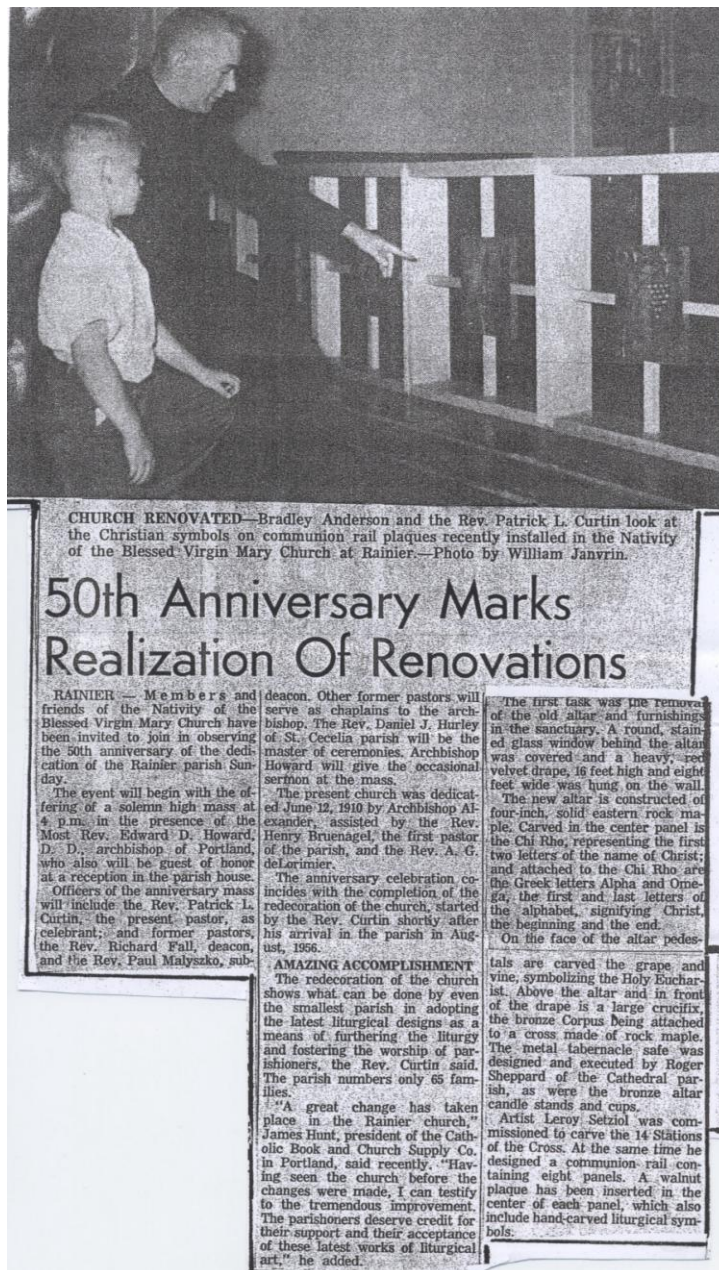 CHURCH RENOVATED—Bradley Anderson and the Rev. Patrick L. Curtin look at
the Christian symbols on communion rail plaques recently installed in the Nativity
of the Blessed Virgin Mary Church at Rainier.—Photo by William Janvrin.
50th Anniversary Marks
Realization Of Renovations
RAINIER — Members and
friends of the Nativity of the
Blessed Virgin Mary Church have
been invited to join in observing
the 50th anniversary of the dedi-
cation of the Rainier parish Sun-
day.
The event will begin with the of-
fering of a solemn high mass at
4 p.m. in the presence of the
Most Rev. Edward D. Howard,
D. D., archbishop of Portland,
who also will be guest of honor
at a reception in the parish house.
Officers of the anniversary mass
will include the Rev. Patrick L.
Curtin, the present pastor, as
celebrant; and former pastors,
the Rev. Richard Fall, deacon,
and the Rev. Paul Malyszko, sub-
deacon. Other former pastors will
serve as chaplains to the arch-
bishop. The Rev. Daniel J. Hurley
of St. Cecelia parish will be the
master of ceremonies. Archbishop
Howard will give the occasional
sermon at the mass.
The present church was dedicat-
ed June 12, 1910 by Archbishop Al-
exander, assisted by the Rev.
Henry Bruenagel, the first pastor
of the parish, and the Rev. A. G.
deLorimier.
The anniversary celebration co-
incides with the completion of the
redecoration of the church, started
by the Rev. Curtin shortly after
his arrival in the parish in Aug-
ust, 1956.
AMAZING ACCOMPLISHMENT
The redecoration of the church
shows what can be done by even
the smallest parish in adopting
the latest liturgical designs as a
means of furthering the liturgy
and fostering the worship of par-
ishioners, the Rev. Curtin said.
The parish numbers only 65 fam-
ilies.
"A great change has taken
place in the Rainier church,"
James Hunt, president of the Cath-
olic Book and Church Supply Co.
in Portland, said recently. "Hav-
ing seen the church before the
changes were made, I can testify
to the tremendous improvement.
The parishoners deserve credit for
their support and their acceptance
of these latest works of liturgical
art," he added.
The first task was the removal
of the old altar and furnishings
in the sanctuary. A round, stain-
ed glass window behind the altar
was covered and a heavy, red
velvet drape, 16 feet high and eight
feet wide was hung on the wall.
The new altar is constructed of
four-inch, solid eastern rock ma-
ple. Carved in the center panel is
the Chi Rho, representing the first
two letters of the name of Christ;
and attached to the Chi Rho are
the Greek letters Alpha and Ome-
ga, the first and last letters of
the alphabet, signifying Christ,
the beginning and the end.
On the face of the altar pedes-
tals are carved the grape and
vine, symbolizing the Holy Euchar-
ist. Above the altar and in front
of the drape is a large crucifix,
the bronze Corpus being attached
to a cross made of rock maple.
The metal tabernacle safe was
designed and executed by Roger
Sheppard of the Cathedral par-
ish, as were the bronze altar
candle stands and cups.
Artist Leroy Setziol was com-
missioned to carve the 14 Stations
of the Cross. At the same time he
designed a communion rail con-
taining eight panels. A walnut
plaque has been inserted in the
center of each panel, which also
include hand-carved liturgical sym-
bols.